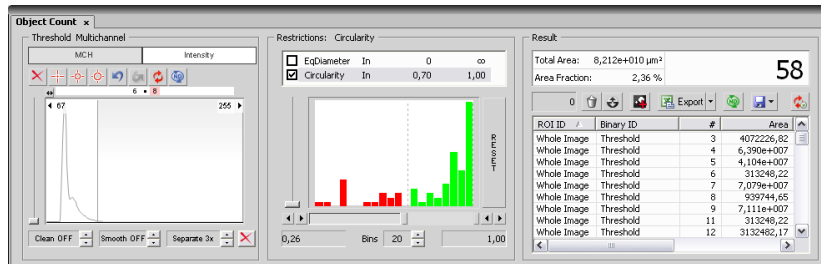 Object Count x
Threshold Multichannel
MCH Intensity
6 8
67 255
Clean OFF Smooth OFF Separate 3x
Restrictions: Circularity
EqDiameter In 0 ∞
Circularity In 0,70 1,00
RESET
0,26 Bins 20 1,00
Result
Total Area: 8,212e+010 µm²
Area Fraction: 2,36 %
58
0 Export
ROI ID Binary ID # Area
Whole Image Threshold 3 4072226,82
Whole Image Threshold 4 6,390e+007
Whole Image Threshold 5 4,104e+007
Whole Image Threshold 6 313248,22
Whole Image Threshold 7 7,079e+007
Whole Image Threshold 8 939744,65
Whole Image Threshold 9 7,111e+007
Whole Image Threshold 11 313248,22
Whole Image Threshold 12 3132482,17